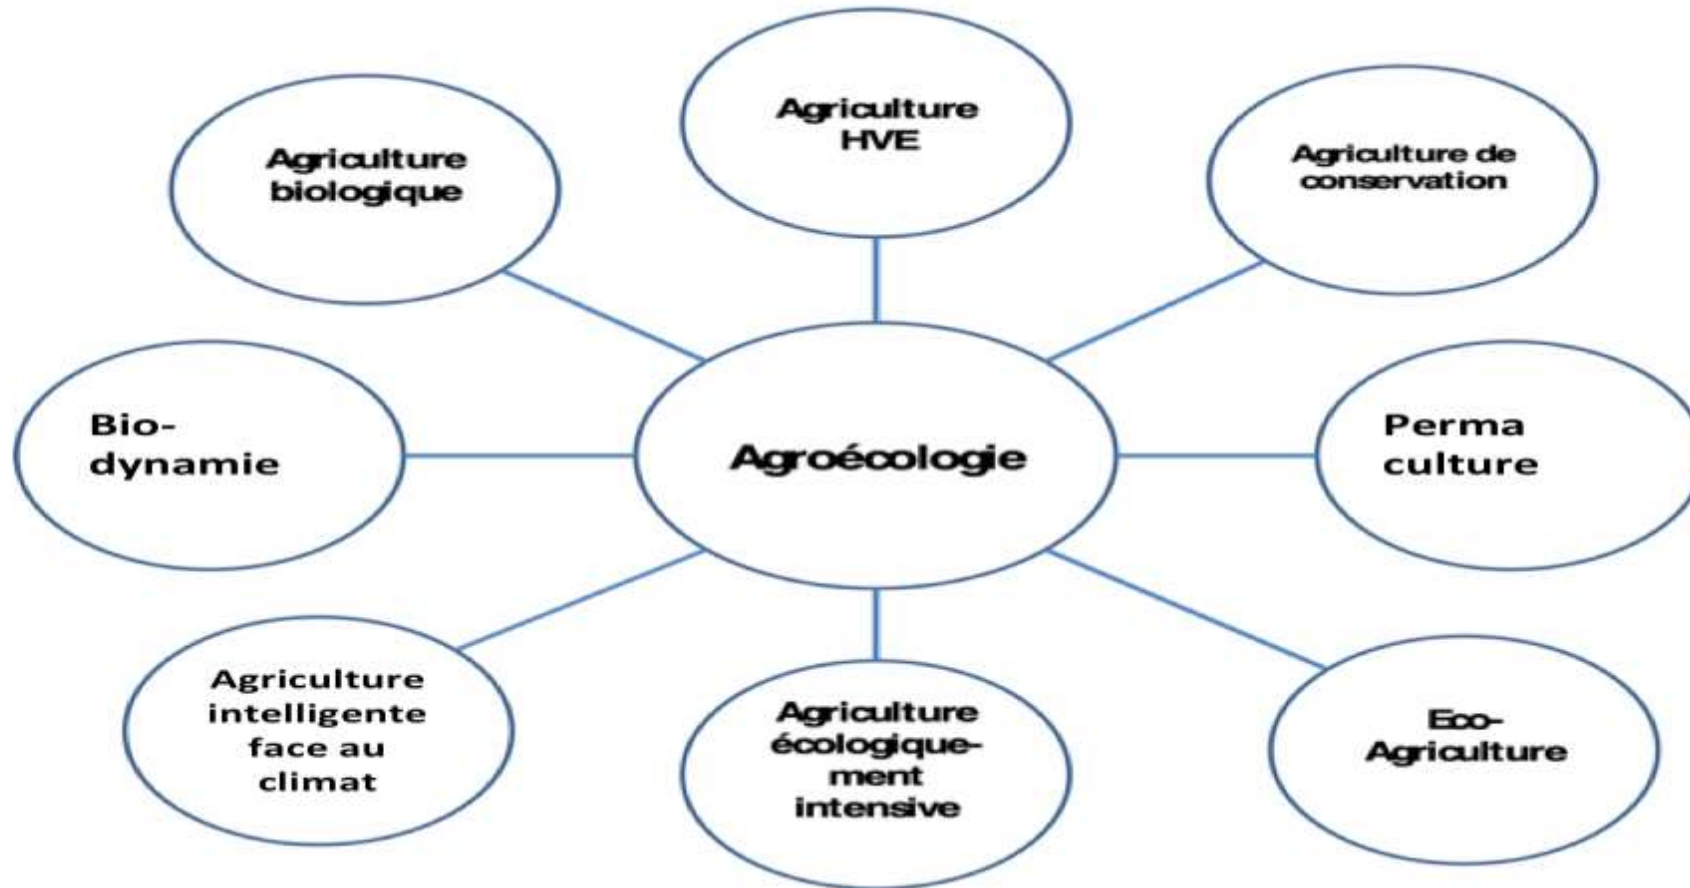 Agriculture
HVE
Agriculture
biologique
Agriculture de
conservation
Bio-
dynamie
Agroécologie
Perma
culture
Agriculture
intelligente
face au
climat
Agriculture
écologique-
ment
intensive
Eco-
Agriculture